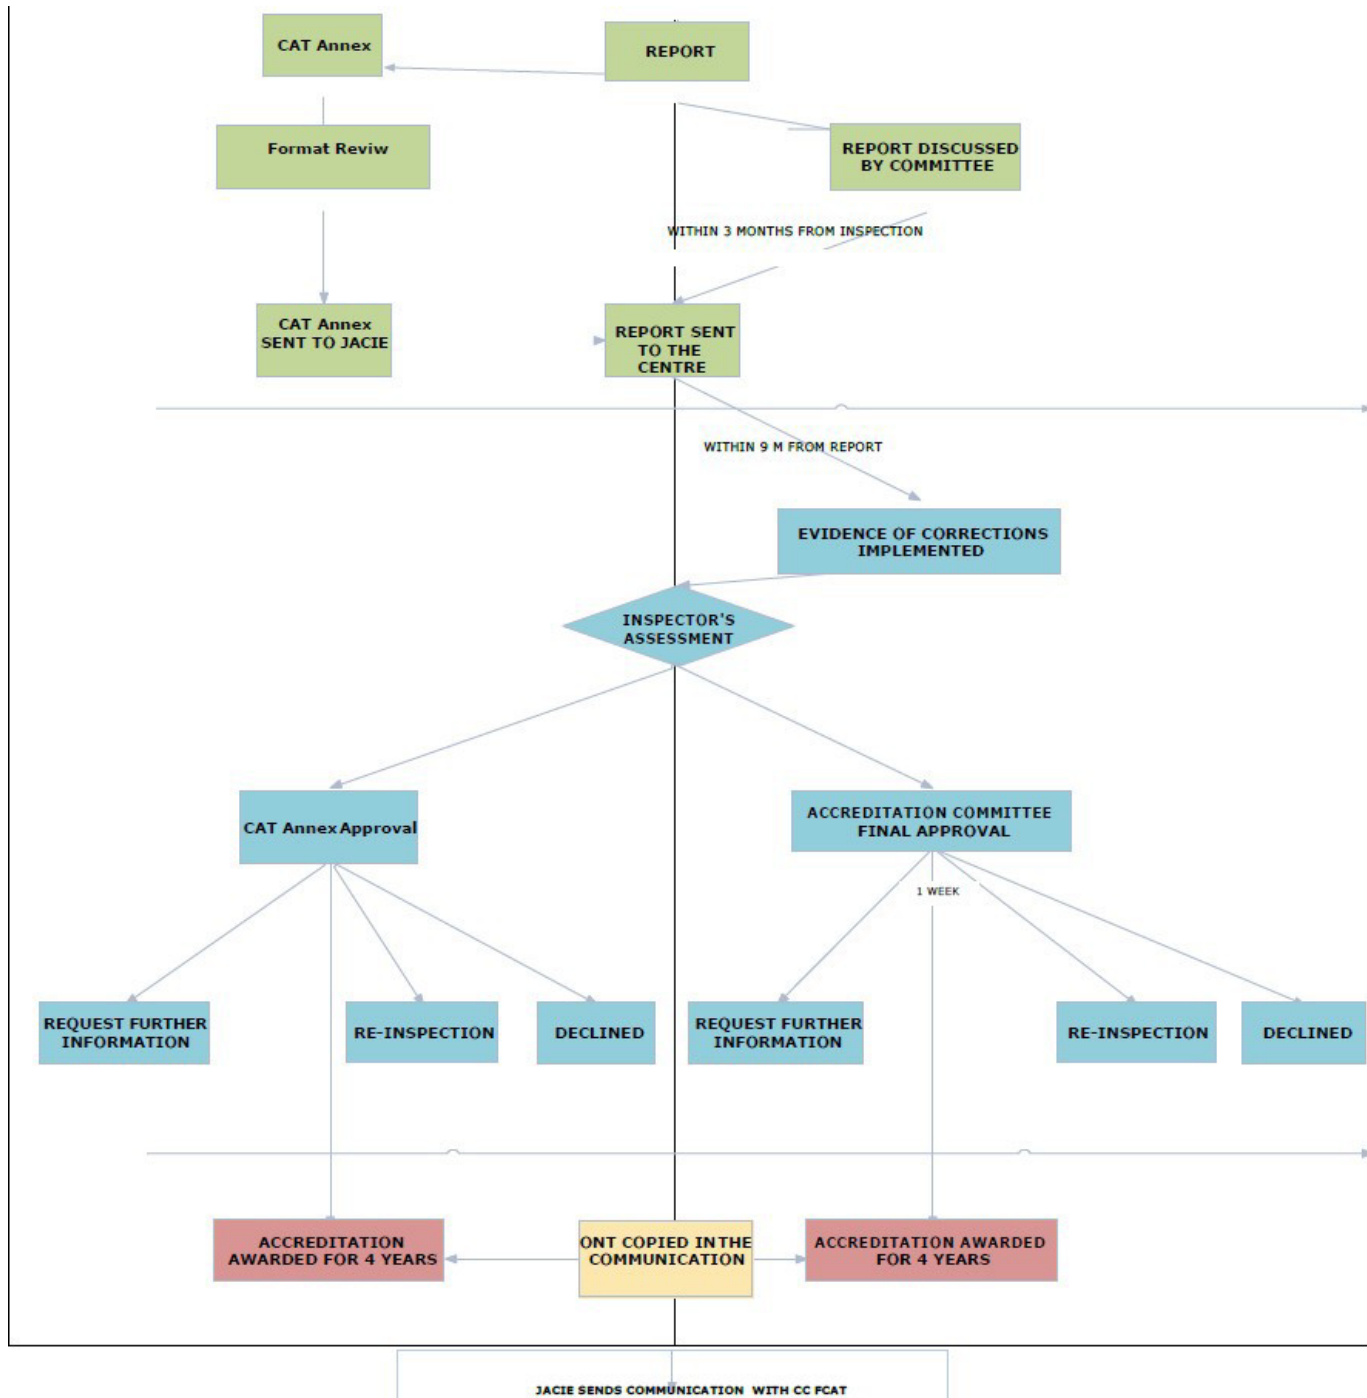 CAT Annex
REPORT
Format Reviw
REPORT DISCUSSED
BY COMMITTEE
WITHIN 3 MONTHS FROM INSPECTION
CAT Annex
SENT TO JACIE
REPORT SENT
TO THE
CENTRE
WITHIN 9 M FROM REPORT
EVIDENCE OF CORRECTIONS
IMPLEMENTED
INSPECTOR'S
ASSESSMENT
CAT Annex Approval
ACCREDITATION COMMITTEE
FINAL APPROVAL
1 WEEK
REQUEST FURTHER
INFORMATION
RE-INSPECTION
DECLINED
REQUEST FURTHER
INFORMATION
RE-INSPECTION
DECLINED
ACCREDITATION
AWARDED FOR 4 YEARS
ONT COPIED IN THE
COMMUNICATION
ACCREDITATION AWARDED
FOR 4 YEARS
JACIE SENDS COMMUNICATION WITH CC FCAT